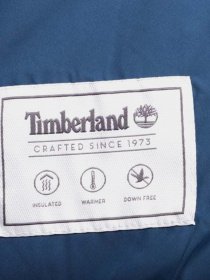 Timberland
CRAFTED SINCE 1973
INSULATED WARMER DOWN FREE